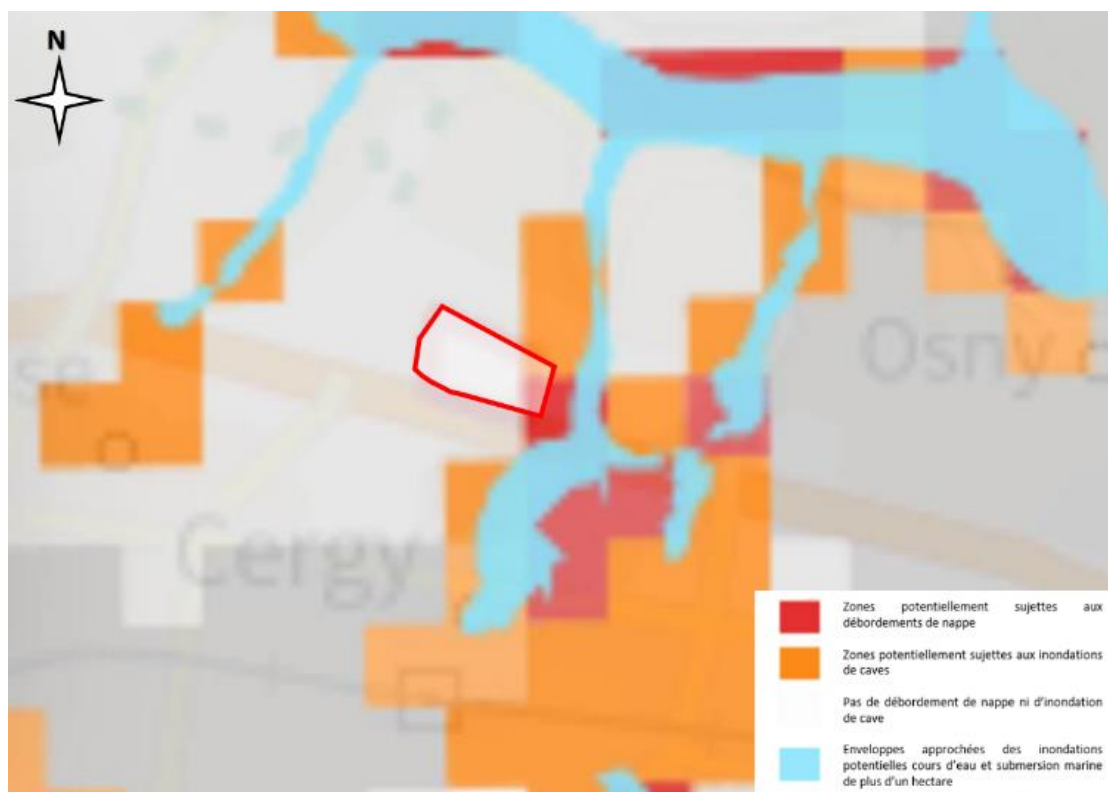 N
se
Osny
Cergy
Zones potentiellement sujettes aux
débordements de nappe
Zones potentiellement sujettes aux inondations
de caves
Pas de débordement de nappe ni d'inondation
de cave
Enveloppes approchées des inondations
potentielles cours d'eau et submersion marine
de plus d'un hectare